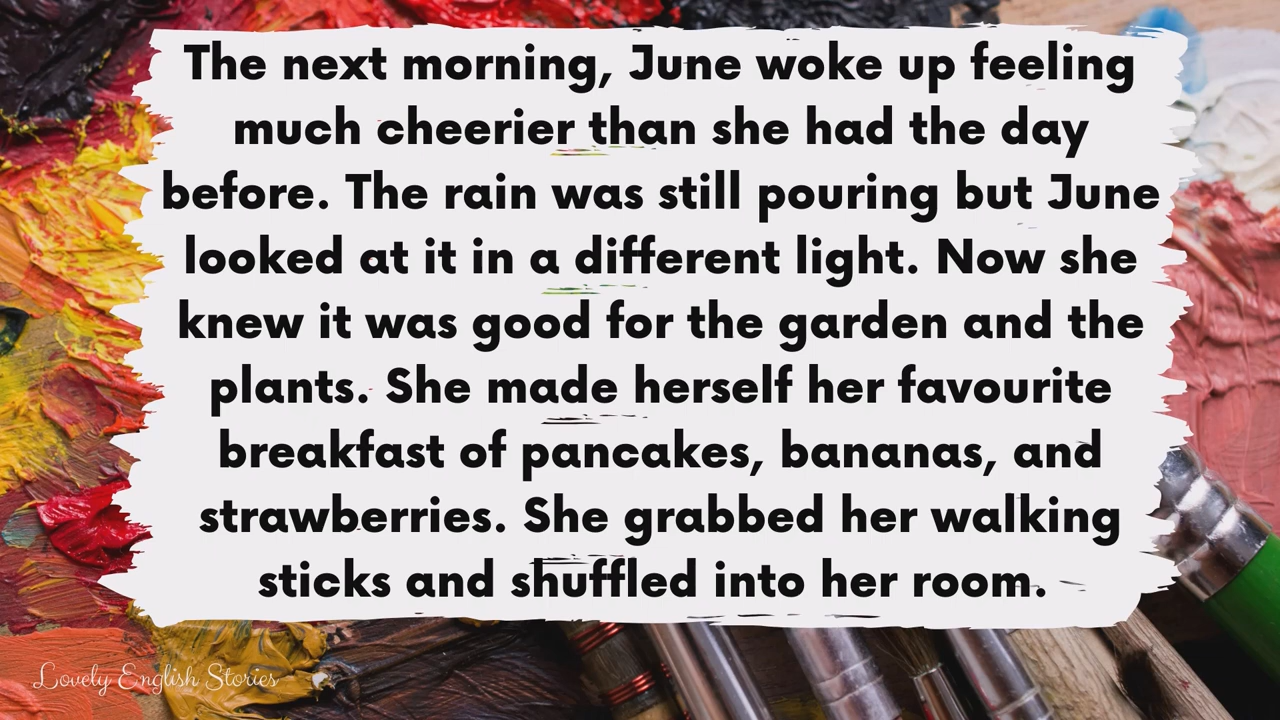 The next morning, June woke up feeling
much cheerier than she had the day
before. The rain was still pouring but June
looked at it in a different light. Now she
knew it was good for the garden and the
plants. She made herself her favourite
breakfast of pancakes, bananas, and
strawberries. She grabbed her walking
sticks and shuffled into her room.
Lovely English Stories